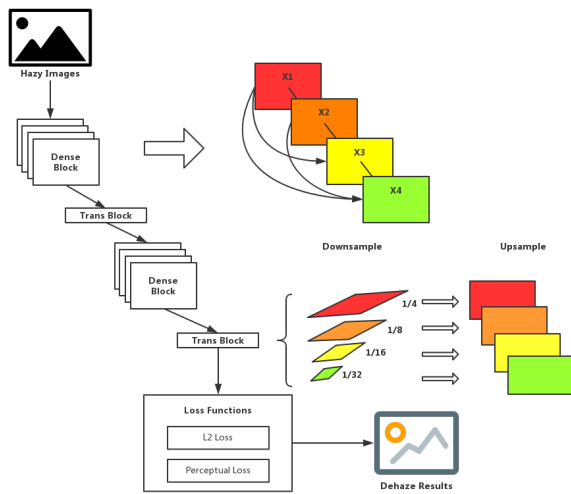 Hazy Images
Dense
Block
Trans Block
Dense
Block
Trans Block
X1
X2
X3
X4
Downsample
Upsample
1/4
1/8
1/16
1/32
Loss Functions
L2 Loss
Perceptual Loss
Dehaze Results